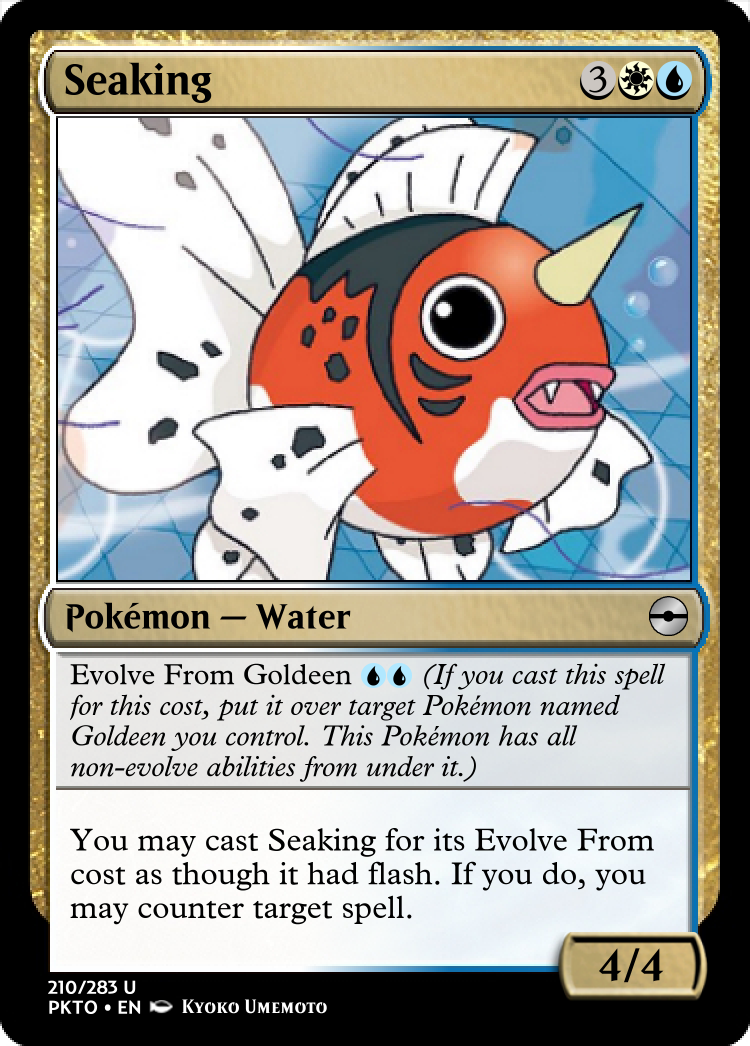 Seaking 3
Pokémon — Water
Evolve From Goldeen (If you cast this spell
for this cost, put it over target Pokémon named
Goldeen you control. This Pokémon has all
non-evolve abilities from under it.)
You may cast Seaking for its Evolve From
cost as though it had flash. If you do, you
may counter target spell.
4/4
210/283 U
PKTO • EN Kyoko Umemoto